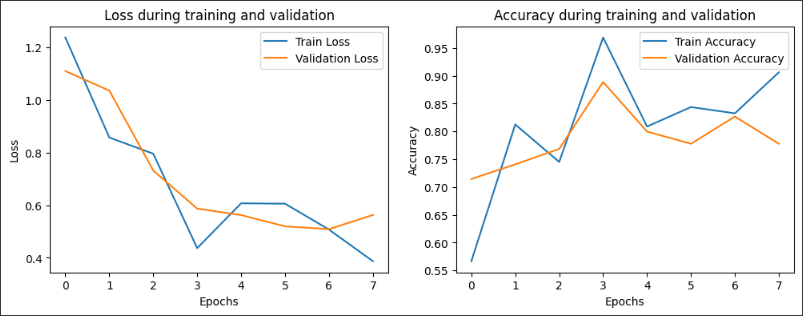 Loss during training and validation
Train Loss
Validation Loss
1.2
1.0
0.8
0.6
0.4
Loss
0 1 2 3 4 5 6 7
Epochs
Accuracy during training and validation
Train Accuracy
Validation Accuracy
0.95
0.90
0.85
0.80
0.75
0.70
0.65
0.60
0.55
Accuracy
0 1 2 3 4 5 6 7
Epochs